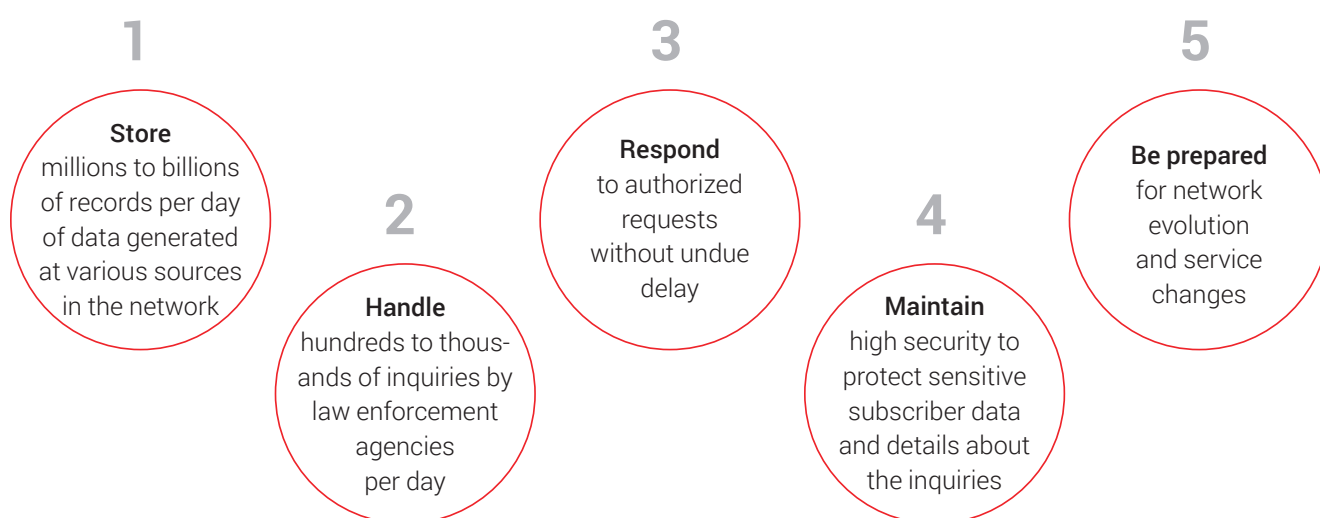 1
Store
millions to billions
of records per day
of data generated
at various sources
in the network
2
Handle
hundreds to thous-
ands of inquiries by
law enforcement
agencies
per day
3
Respond
to authorized
requests
without undue
delay
4
Maintain
high security to
protect sensitive
subscriber data
and details about
the inquiries
5
Be prepared
for network
evolution
and service
changes